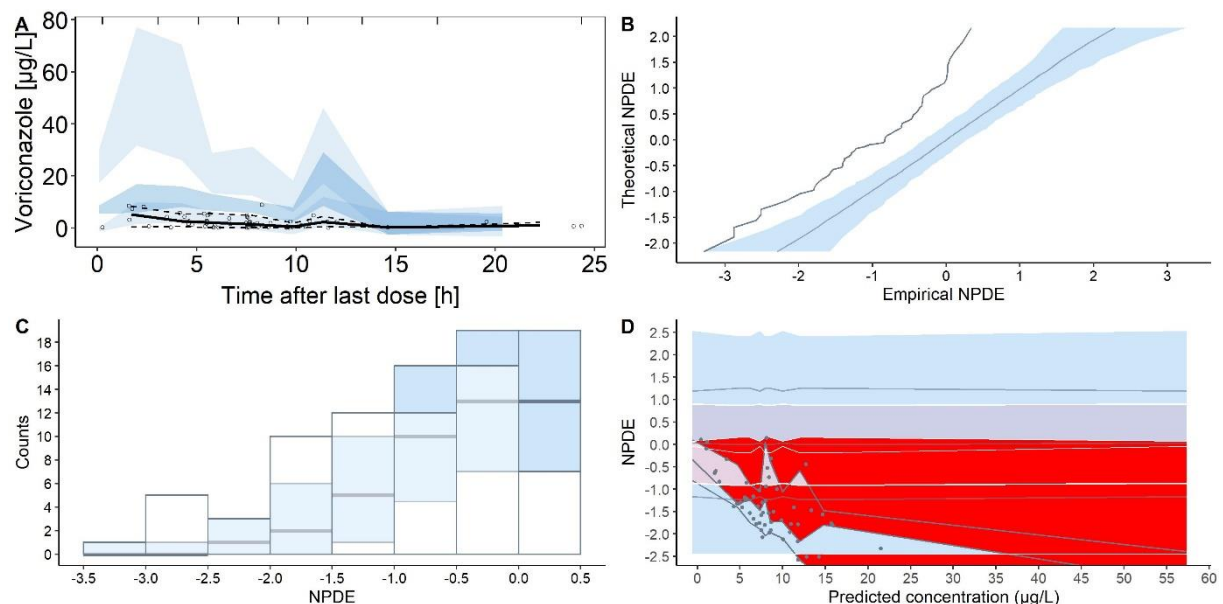 A
80
60
40
20
0
Voriconazole [µg/L]
0 5 10 15 20 25
Time after last dose [h]
B
2.0
1.5
1.0
0.5
0.0
-0.5
-1.0
-1.5
-2.0
Theoretical NPDE
-3 -2 -1 0 1 2 3
Empirical NPDE
C
18
16
14
12
10
8
6
4
2
0
Counts
-3.5 -3.0 -2.5 -2.0 -1.5 -1.0 -0.5 0.0 0.5
NPDE
D
2.5
2.0
1.5
1.0
0.5
0.0
-0.5
-1.0
-1.5
-2.0
-2.5
NPDE
0 5 10 15 20 25 30 35 40 45 50 55 60
Predicted concentration (µg/L)